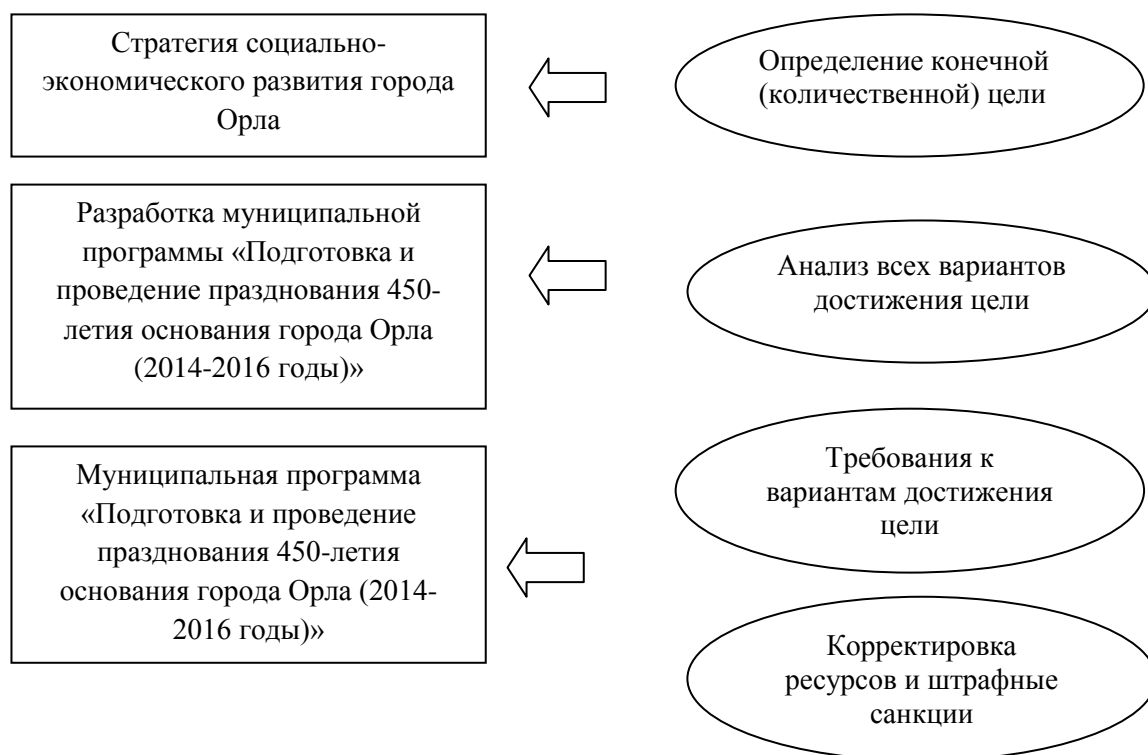 Стратегия социально-
экономического развития города
Орла
Определение конечной
(количественной) цели
Разработка муниципальной
программы «Подготовка и
проведение празднования 450-
летия основания города Орла
(2014-2016 годы)»
Анализ всех вариантов
достижения цели
Муниципальная программа
«Подготовка и проведение
празднования 450-летия
основания города Орла (2014-
2016 годы)»
Требования к
вариантам достижения
цели
Корректировка
ресурсов и штрафные
санкции